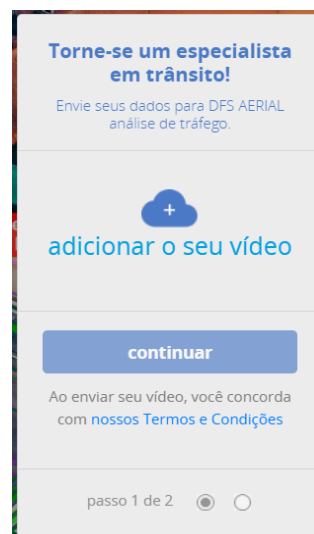 Torne-se um especialista
em trânsito!
Envie seus dados para DFS AERIAL
análise de tráfego.
adicionar o seu vídeo
continuar
Ao enviar seu vídeo, você concorda
com nossos Termos e Condições
passo 1 de 2